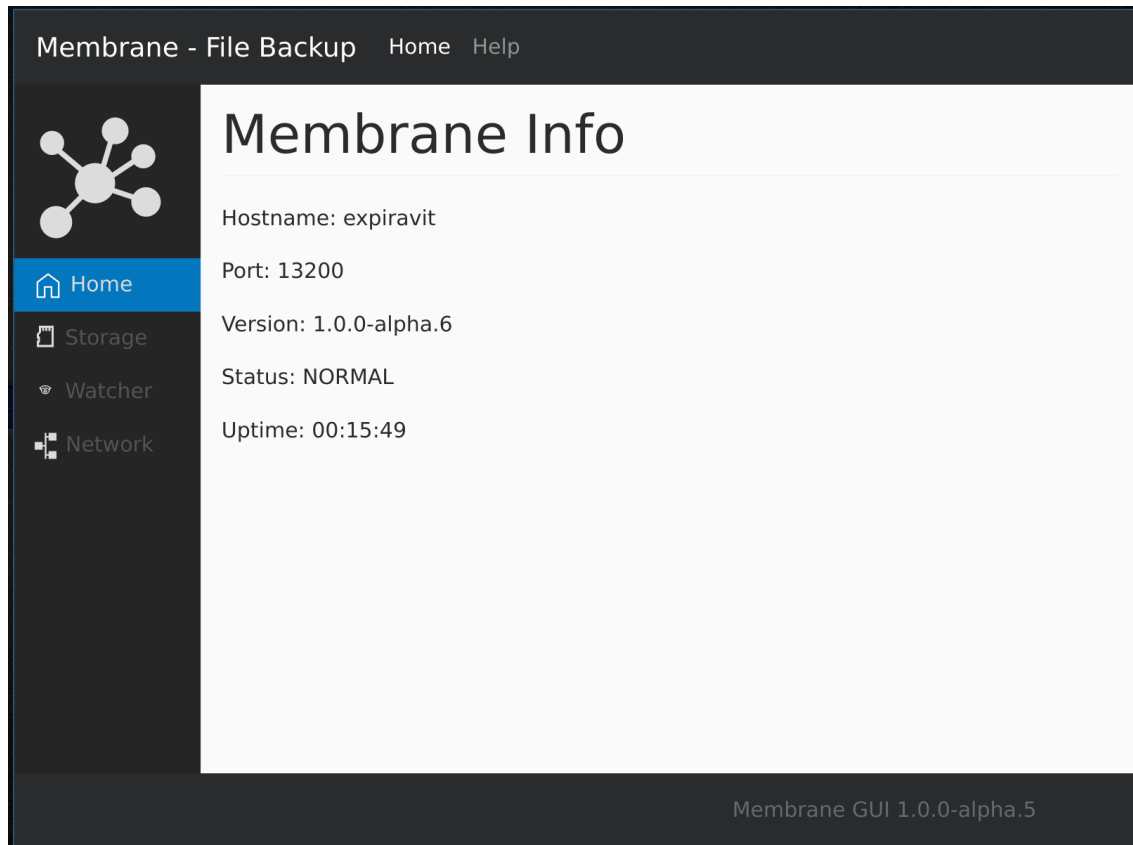 Membrane - File Backup Home Help
Home
Storage
Watcher
Network
Membrane Info
Hostname: expiravit
Port: 13200
Version: 1.0.0-alpha.6
Status: NORMAL
Uptime: 00:15:49
Membrane GUI 1.0.0-alpha.5